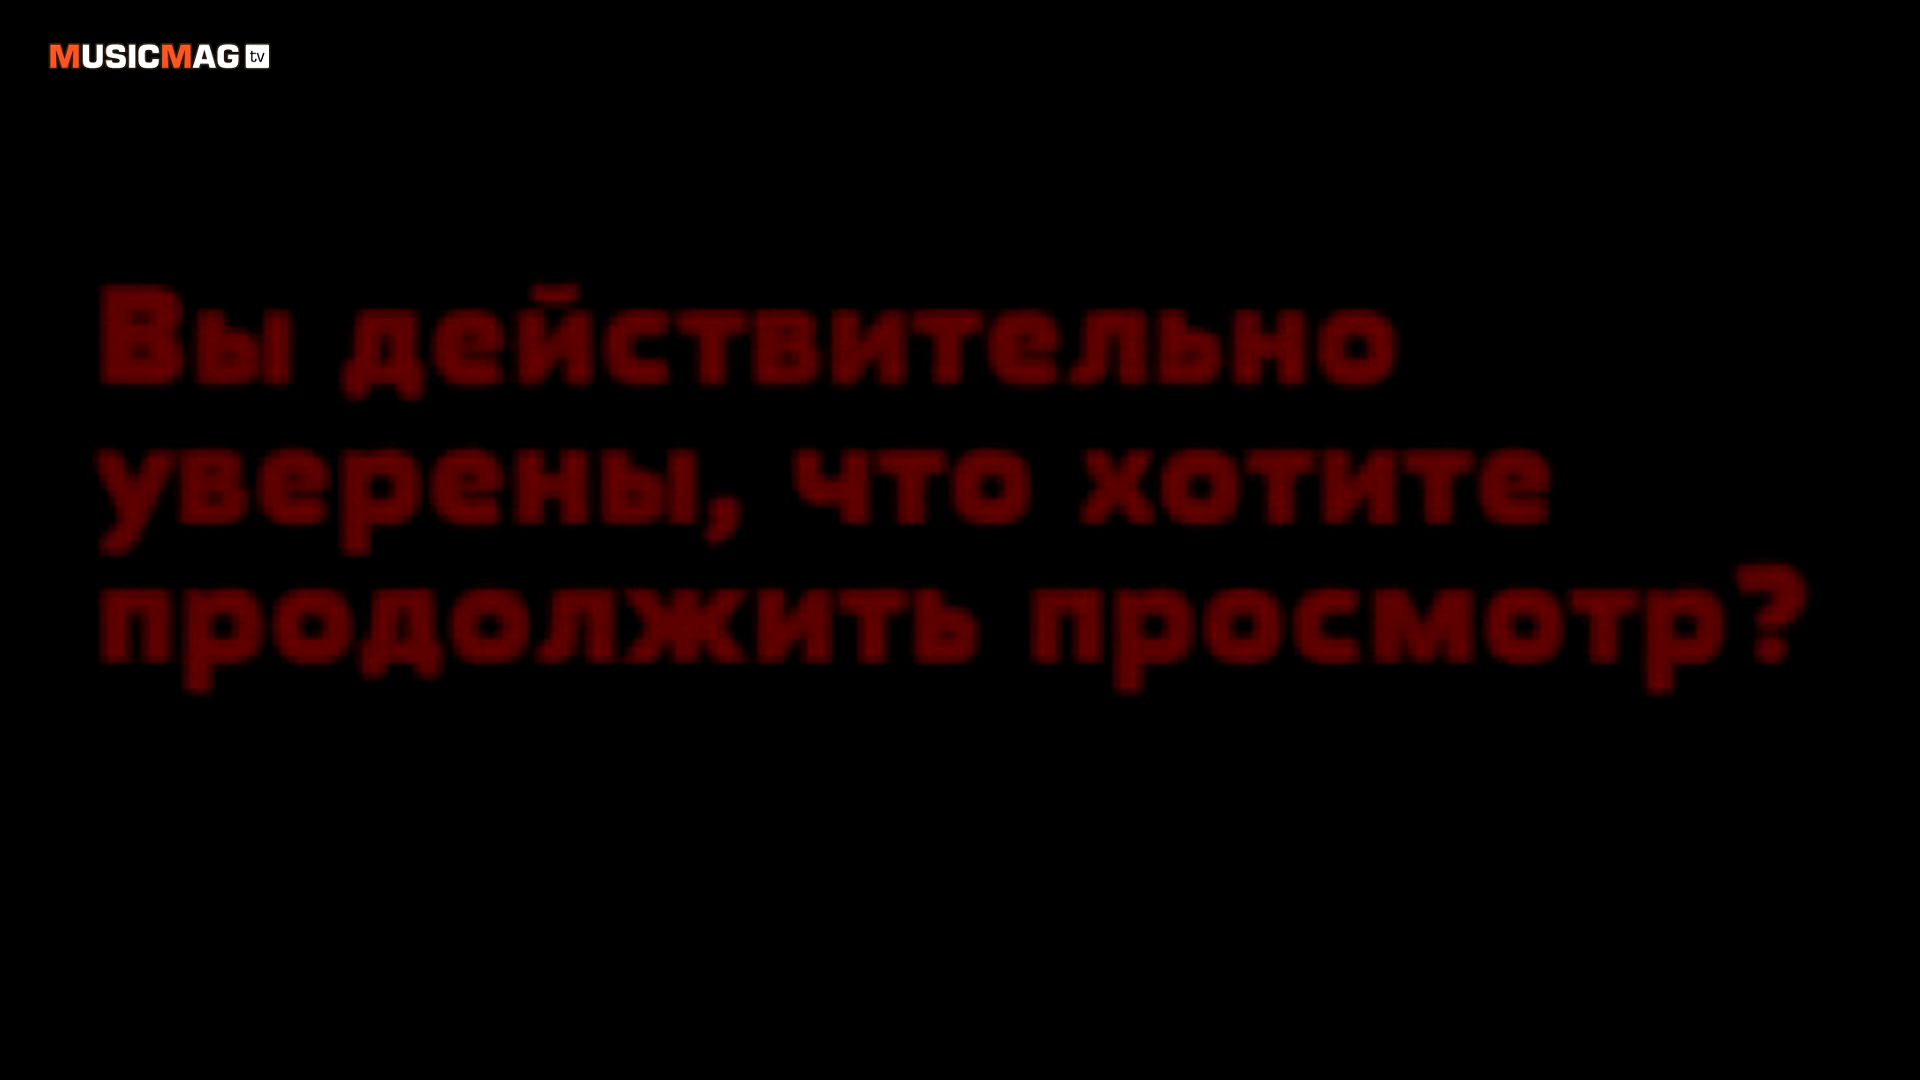 MUSICMAG tv
Вы действительно
уверены, что хотите
продолжить просмотр?